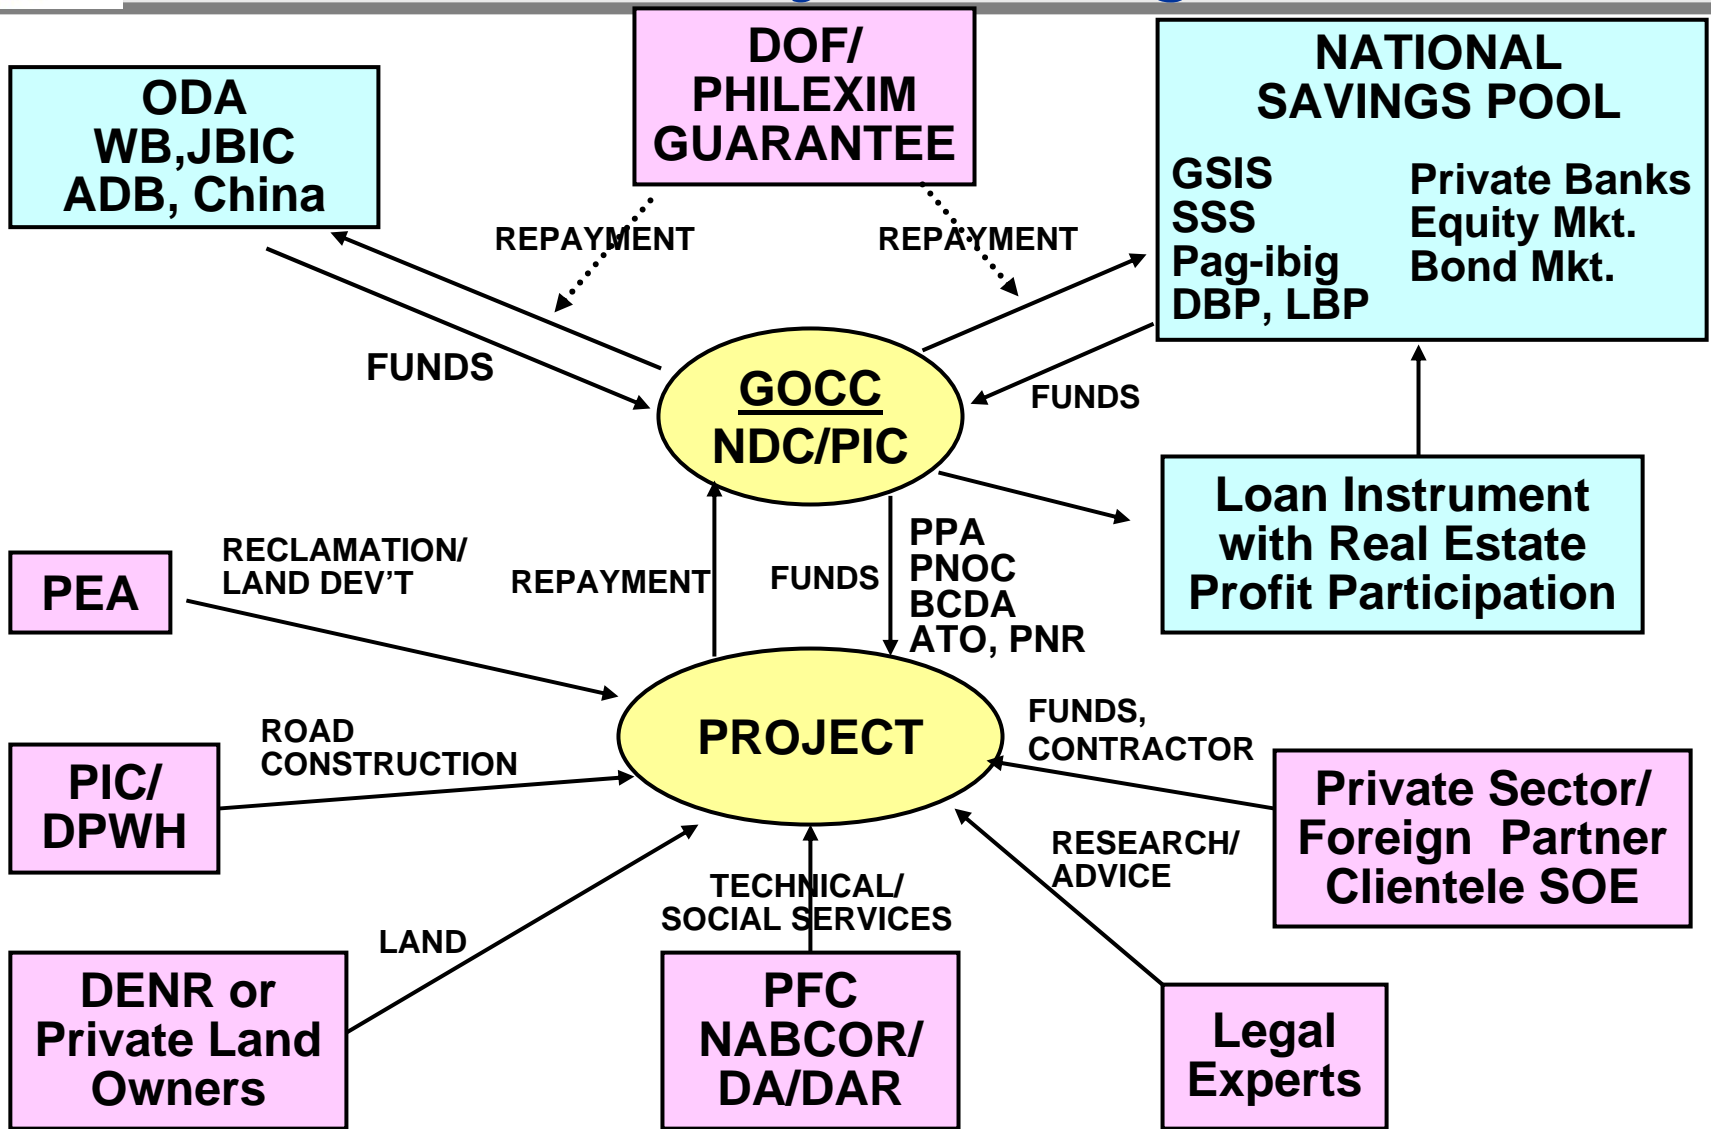 DOF/
PHILEXIM
GUARANTEE
NATIONAL
SAVINGS POOL
GSIS
SSS
Pag-ibig
DBP, LBP
Private Banks
Equity Mkt.
Bond Mkt.
ODA
WB,JBIC
ADB, China
REPAYMENT
REPAYMENT
FUNDS
FUNDS
GOCC
NDC/PIC
Loan Instrument
with Real Estate
Profit Participation
PPA
PNOC
BCDA
ATO, PNR
REPAYMENT
FUNDS
RECLAMATION/
LAND DEV’T
PEA
PROJECT
ROAD
CONSTRUCTION
PIC/
DPWH
FUNDS,
CONTRACTOR
Private Sector/
Foreign Partner
Clientele SOE
RESEARCH/
ADVICE
TECHNICAL/
SOCIAL SERVICES
LAND
DENR or
Private Land
Owners
PFC
NABCOR/
DA/DAR
Legal
Experts